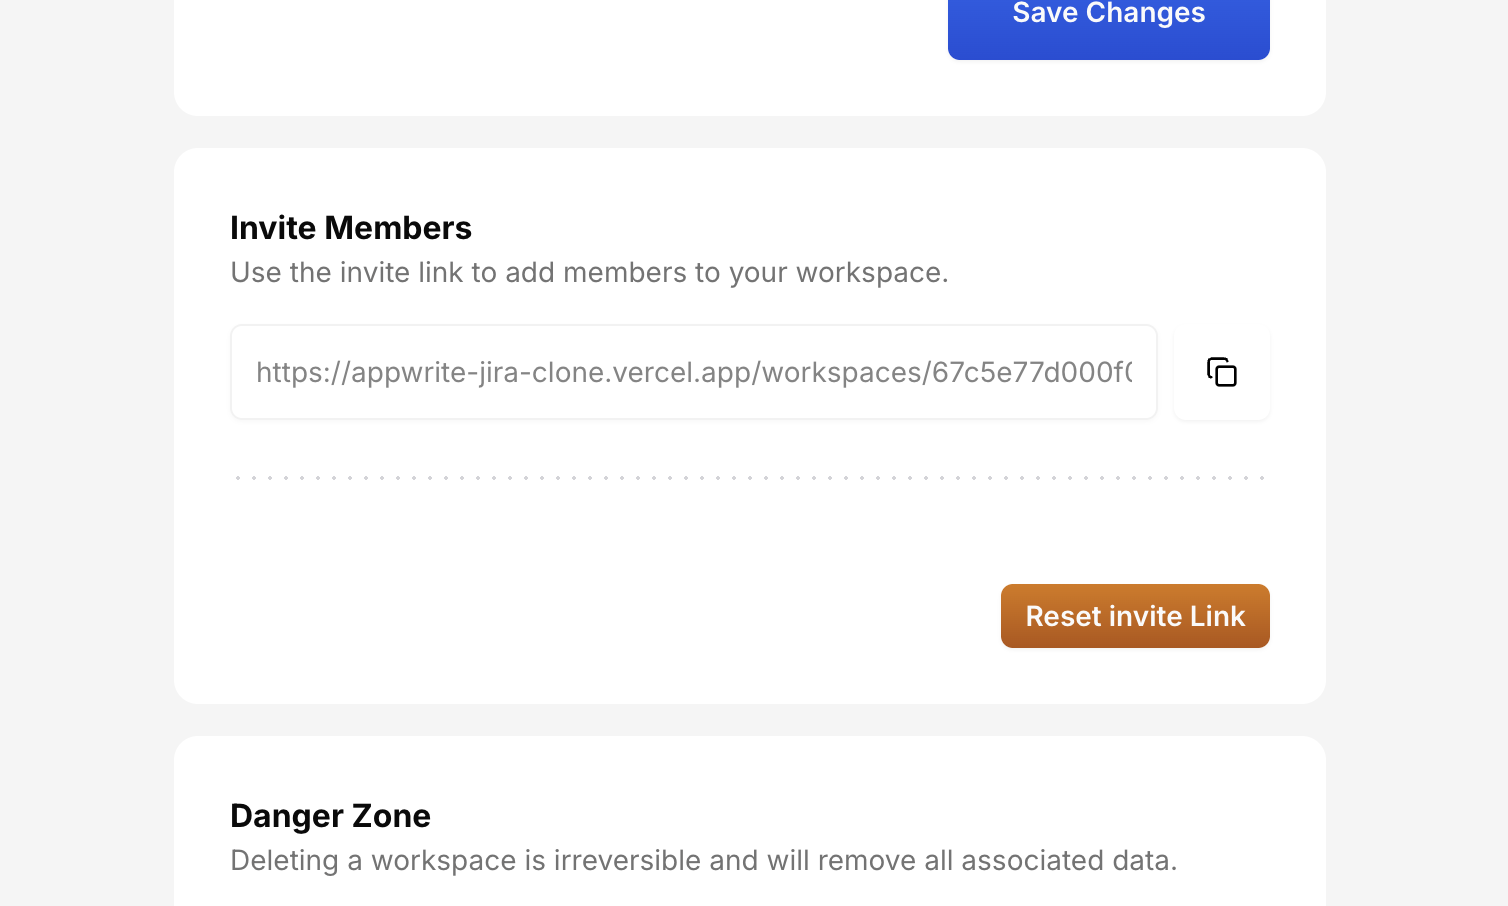 Save Changes
Invite Members
Use the invite link to add members to your workspace.
https://appwrite-jira-clone.vercel.app/workspaces/67c5e77d000f
Reset invite Link
Danger Zone
Deleting a workspace is irreversible and will remove all associated data.